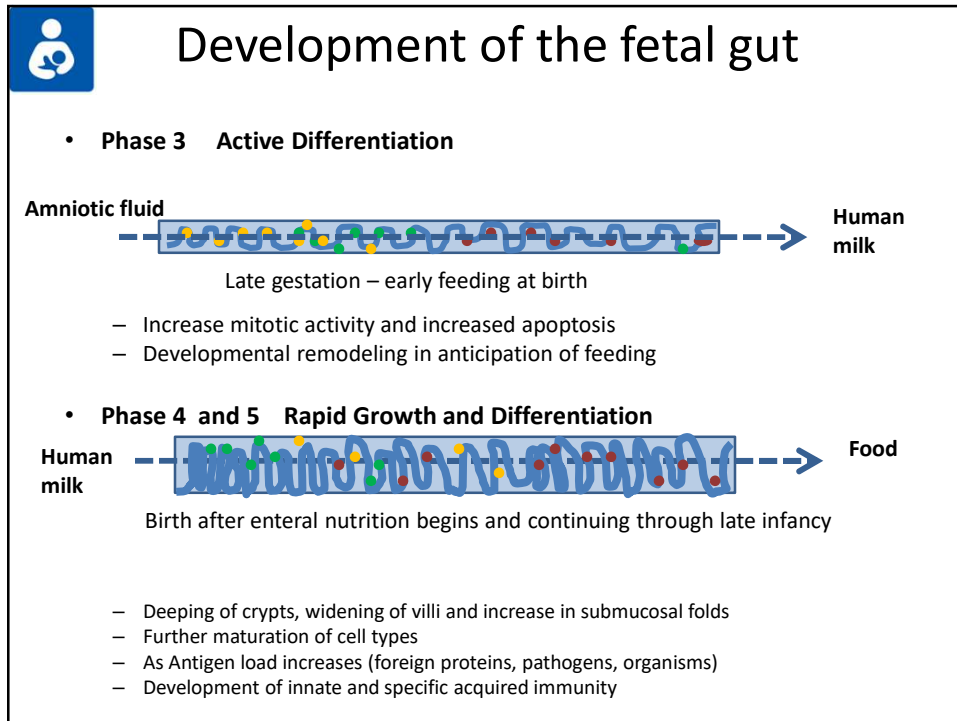 Development of the fetal gut
• Phase 3 Active Differentiation
Amniotic fluid
Human
milk
Late gestation – early feeding at birth
– Increase mitotic activity and increased apoptosis
– Developmental remodeling in anticipation of feeding
• Phase 4 and 5 Rapid Growth and Differentiation
Human
milk
Food
Birth after enteral nutrition begins and continuing through late infancy
– Deeping of crypts, widening of villi and increase in submucosal folds
– Further maturation of cell types
– As Antigen load increases (foreign proteins, pathogens, organisms)
– Development of innate and specific acquired immunity